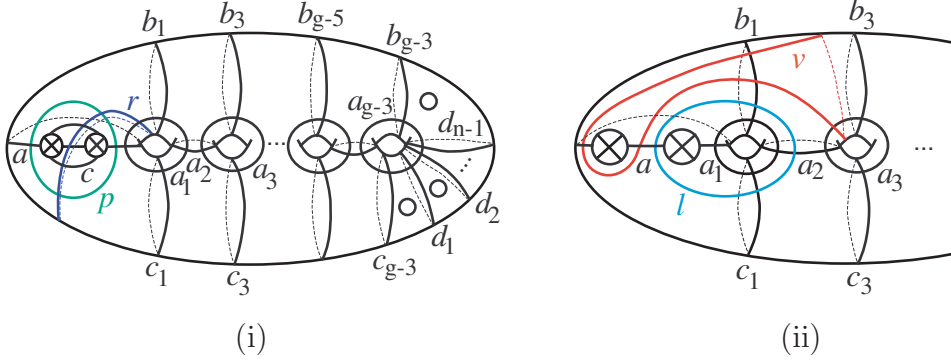 b1 b3 bg-5 bg-3 b1 b3
r ag-3 v
dn-1
a c a1 a2 a3 ... a a1 a2 a3 ...
p l
... d2
d1
c1 c3 cg-3 c1 c3
(i) (ii)